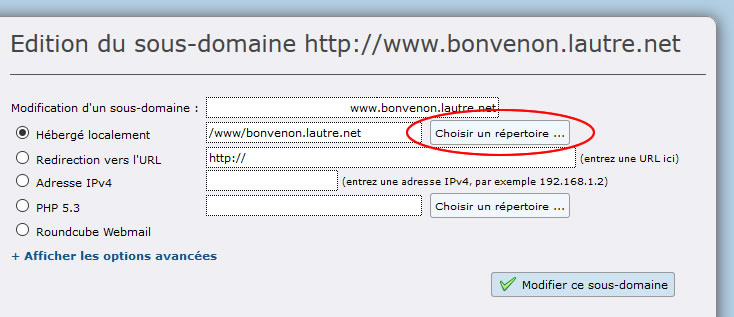 Edition du sous-domaine http://www.bonvenon.lautre.net
Modification d'un sous-domaine : www.bonvenon.lautre.net
Hébergé localement /www/bonvenon.lautre.net Choisir un répertoire ...
Redirection vers l'URL http:// (entrez une URL ici)
Adresse IPv4 (entrez une adresse IPv4, par exemple 192.168.1.2)
PHP 5.3 Choisir un répertoire ...
Roundcube Webmail
+ Afficher les options avancées
Modifier ce sous-domaine